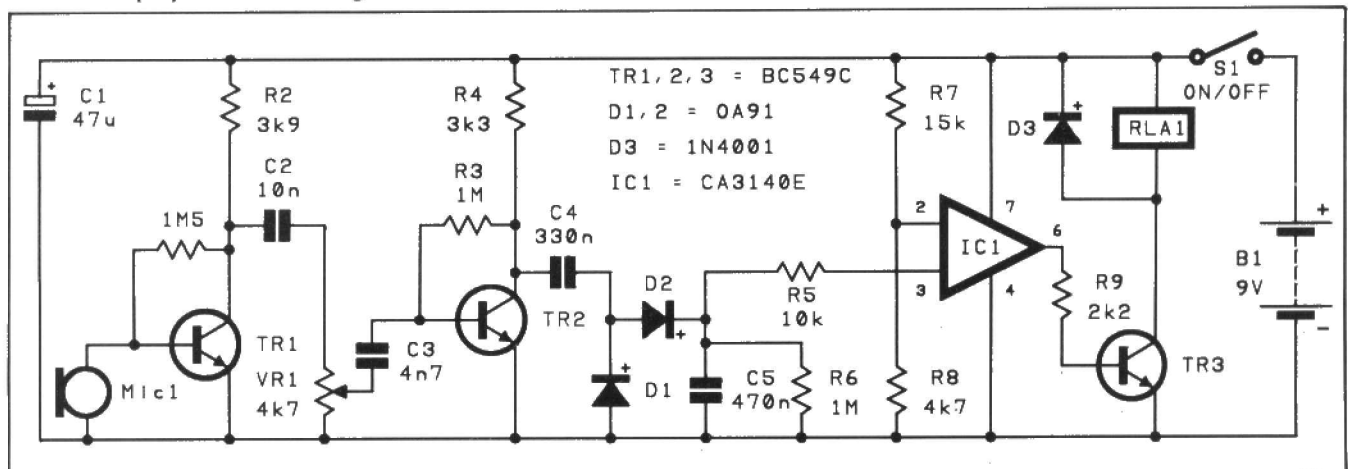 TR1,2,3 = BC549C
D1,2 = OA91
D3 = 1N4001
IC1 = CA3140E
C1
47u
+
R2
3k9
C2
10n
1M5
Mic1
TR1
VR1
4k7
R4
3k3
R3
1M
C3
4n7
C4
330n
TR2
D2
+
+
D1
C5
470n
R5
10k
R6
1M
R7
15k
R8
4k7
2
3
7
4
6
IC1
R9
2k2
D3
+
RLA1
TR3
S1
ON/OFF
+
B1
9V
-